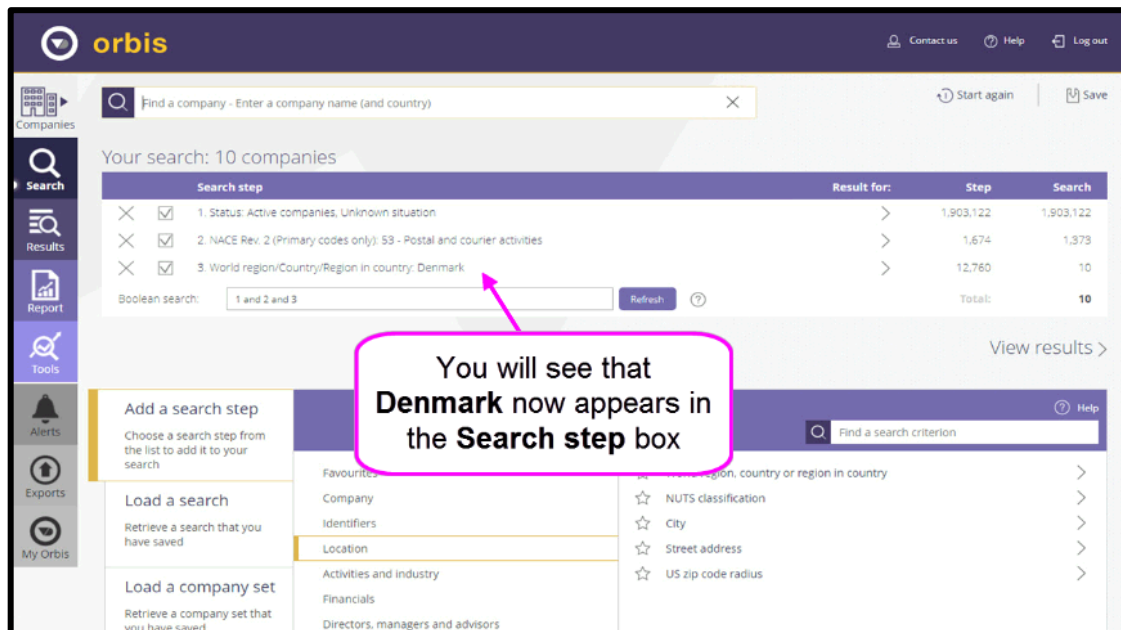 orbis
Contact us
Help
Log out
Companies
Find a company - Enter a company name (and country)
Start again
Save
Search
Your search: 10 companies
Search step Result for: Step Search
1. Status: Active companies, Unknown situation 1,903,122 1,903,122
2. NACE Rev. 2 (Primary codes only): 53 - Postal and courier activities 1,674 1,373
3. World region/Country/Region in country: Denmark 12,760 10
Boolean search: 1 and 2 and 3 Refresh Total: 10
Results
Report
Tools
Alerts
Exports
My Orbis
View results
You will see that
Denmark now appears in
the Search step box
Add a search step
Choose a search step from
the list to add it to your
search
Load a search
Retrieve a search that you
have saved
Load a company set
Retrieve a company set that
you have saved
Help
Find a search criterion
Favourites
Company
Identifiers
Location
Activities and industry
Financials
Directors, managers and advisors
region, country or region in country
NUTS classification
City
Street address
US zip code radius